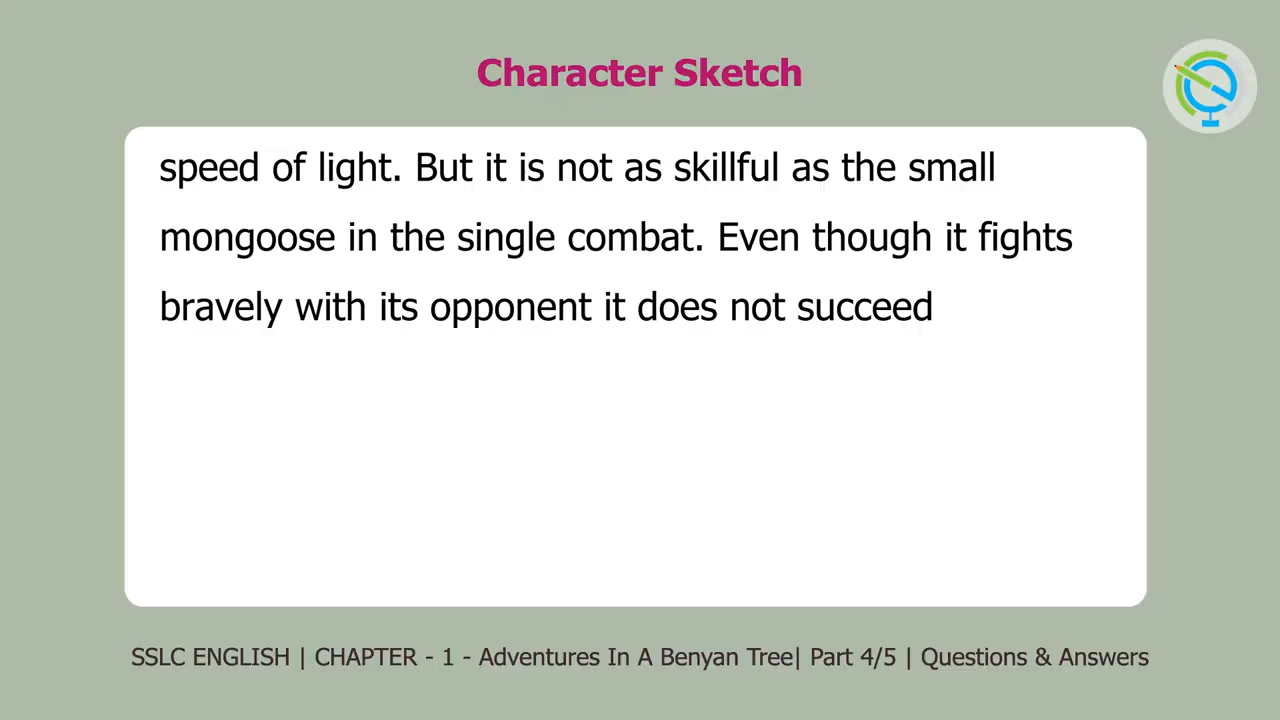 Character Sketch
speed of light. But it is not as skillful as the small
mongoose in the single combat. Even though it fights
bravely with its opponent it does not succeed
SSLC ENGLISH | CHAPTER - 1 - Adventures In A Benyan Tree| Part 4/5 | Questions & Answers